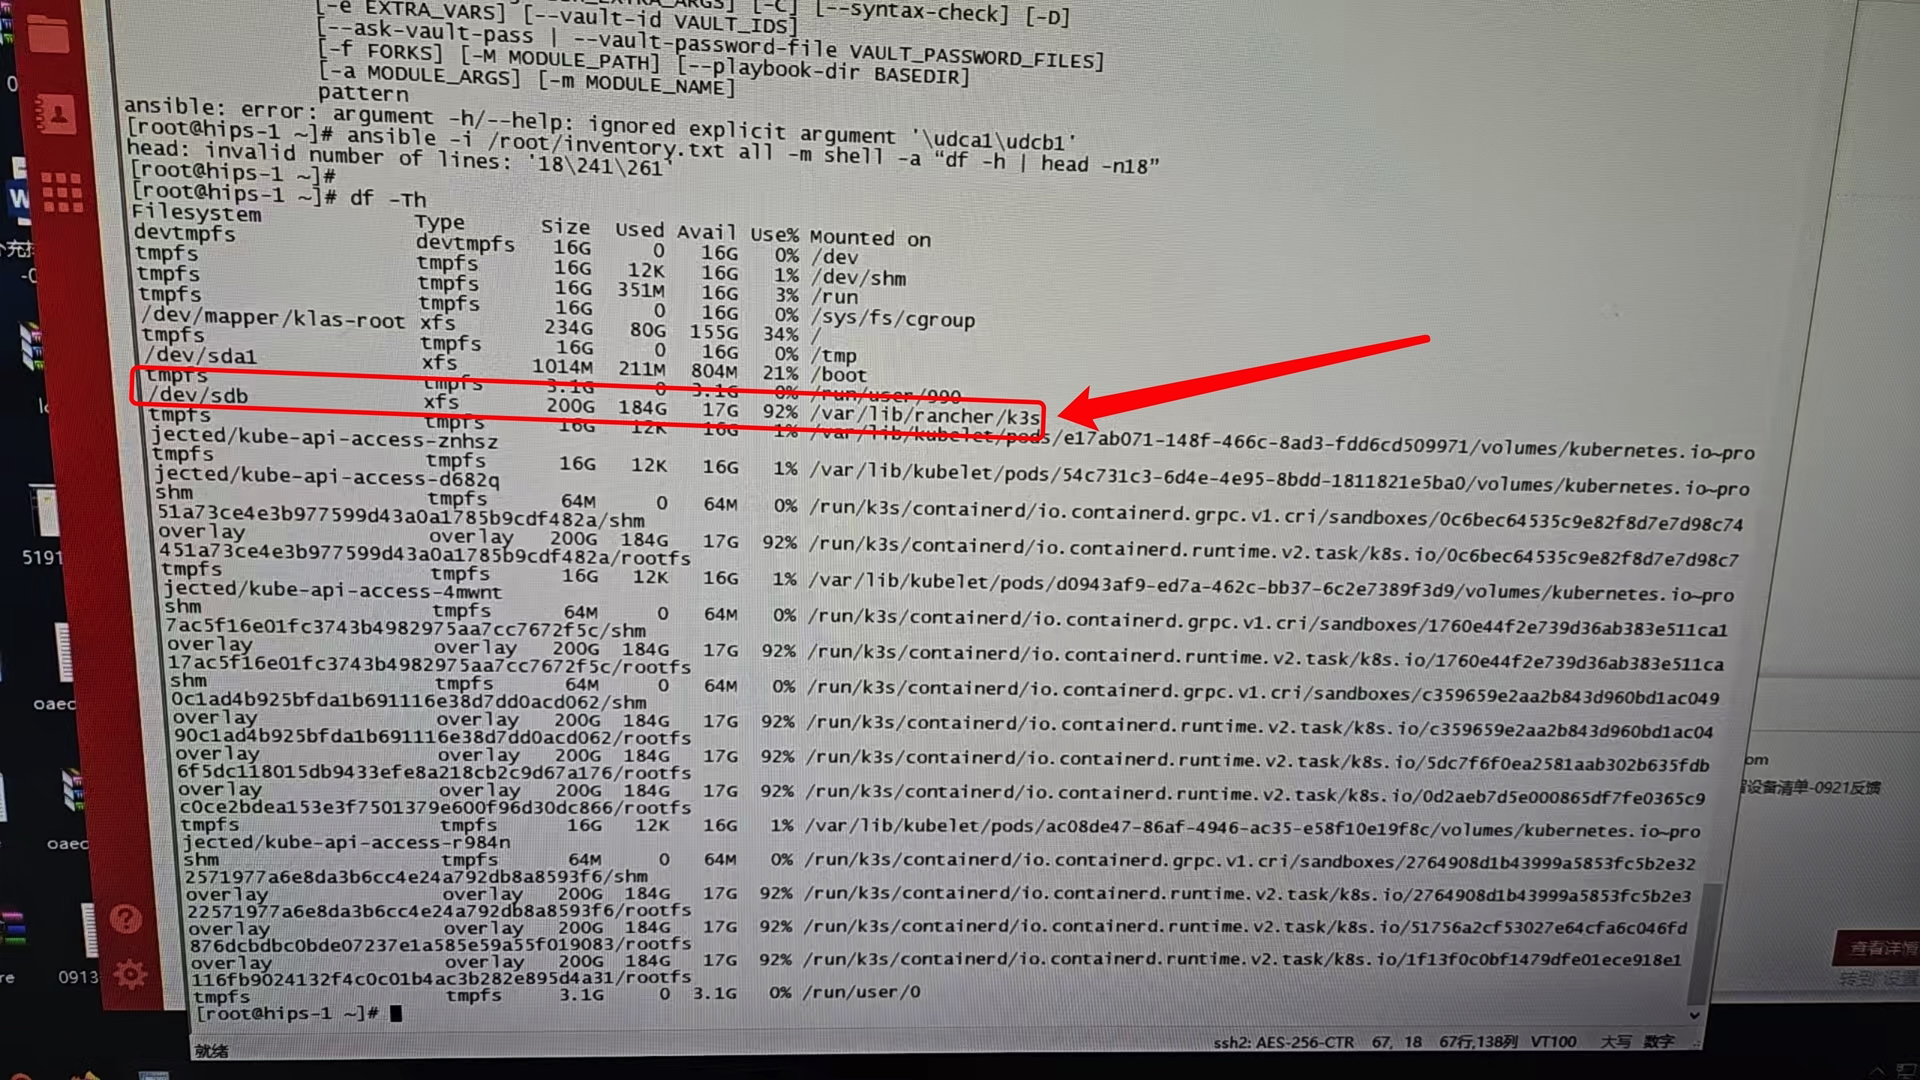 [-e EXTRA_VARS] [--vault-id VAULT_IDS]
[-C] [--syntax-check] [-D]
[--ask-vault-pass | --vault-password-file VAULT_PASSWORD_FILES]
[-f FORKS] [-M MODULE_PATH] [--playbook-dir BASEDIR]
[-a MODULE_ARGS] [-m MODULE_NAME]
pattern
ansible: error: argument -h/--help: ignored explicit argument '\udca1\udcb1'
[root@hips-1 ~]# ansible -i /root/inventory.txt all -m shell -a “df -h | head -n18”
head: invalid number of lines: '18\241\261'
[root@hips-1 ~]#
[root@hips-1 ~]# df -Th
Filesystem Type Size Used Avail Use% Mounted on
devtmpfs devtmpfs 16G 0 16G 0% /dev
tmpfs tmpfs 16G 12K 16G 1% /dev/shm
tmpfs tmpfs 16G 351M 16G 3% /run
tmpfs tmpfs 16G 0 16G 0% /sys/fs/cgroup
/dev/mapper/klas-root xfs 234G 80G 155G 34% /
tmpfs tmpfs 16G 0 16G 0% /tmp
/dev/sda1 xfs 1014M 211M 804M 21% /boot
tmpfs tmpfs 3.1G 0 3.1G 0% /run/user/990
/dev/sdb xfs 200G 184G 17G 92% /var/lib/rancher/k3s
tmpfs tmpfs 16G 12K 16G 1% /var/lib/kubelet/pods/e17ab071-148f-466c-8ad3-fdd6cd509971/volumes/kubernetes.io~pro
jected/kube-api-access-znhsz
tmpfs tmpfs 16G 12K 16G 1% /var/lib/kubelet/pods/54c731c3-6d4e-4e95-8bdd-1811821e5ba0/volumes/kubernetes.io~pro
jected/kube-api-access-d682q
shm tmpfs 64M 0 64M 0% /run/k3s/containerd/io.containerd.grpc.v1.cri/sandboxes/0c6bec64535c9e82f8d7e7d98c74
51a73ce4e3b977599d43a0a1785b9cdf482a/shm
overlay overlay 200G 184G 17G 92% /run/k3s/containerd/io.containerd.runtime.v2.task/k8s.io/0c6bec64535c9e82f8d7e7d98c7
451a73ce4e3b977599d43a0a1785b9cdf482a/rootfs
tmpfs tmpfs 16G 12K 16G 1% /var/lib/kubelet/pods/d0943af9-ed7a-462c-bb37-6c2e7389f3d9/volumes/kubernetes.io~pro
jected/kube-api-access-4mwnt
shm tmpfs 64M 0 64M 0% /run/k3s/containerd/io.containerd.grpc.v1.cri/sandboxes/1760e44f2e739d36ab383e511ca1
7ac5f16e01fc3743b4982975aa7cc7672f5c/shm
overlay overlay 200G 184G 17G 92% /run/k3s/containerd/io.containerd.runtime.v2.task/k8s.io/1760e44f2e739d36ab383e511ca
17ac5f16e01fc3743b4982975aa7cc7672f5c/rootfs
shm tmpfs 64M 0 64M 0% /run/k3s/containerd/io.containerd.grpc.v1.cri/sandboxes/c359659e2aa2b843d960bd1ac049
0c1ad4b925bfda1b691116e38d7dd0acd062/shm
overlay overlay 200G 184G 17G 92% /run/k3s/containerd/io.containerd.runtime.v2.task/k8s.io/c359659e2aa2b843d960bd1ac04
90c1ad4b925bfda1b691116e38d7dd0acd062/rootfs
overlay overlay 200G 184G 17G 92% /run/k3s/containerd/io.containerd.runtime.v2.task/k8s.io/5dc7f6f0ea2581aab302b635fdb
6f5dc118015db9433efe8a218cb2c9d67a176/rootfs
overlay overlay 200G 184G 17G 92% /run/k3s/containerd/io.containerd.runtime.v2.task/k8s.io/0d2aeb7d5e000865df7fe0365c9
c0ce2bdea153e3f7501379e600f96d30dc866/rootfs
tmpfs tmpfs 16G 12K 16G 1% /var/lib/kubelet/pods/ac08de47-86af-4946-ac35-e58f10e19f8c/volumes/kubernetes.io~pro
jected/kube-api-access-r984n
shm tmpfs 64M 0 64M 0% /run/k3s/containerd/io.containerd.grpc.v1.cri/sandboxes/2764908d1b43999a5853fc5b2e32
2571977a6e8da3b6cc4e24a792db8a8593f6/shm
overlay overlay 200G 184G 17G 92% /run/k3s/containerd/io.containerd.runtime.v2.task/k8s.io/2764908d1b43999a5853fc5b2e3
22571977a6e8da3b6cc4e24a792db8a8593f6/rootfs
overlay overlay 200G 184G 17G 92% /run/k3s/containerd/io.containerd.runtime.v2.task/k8s.io/51756a2cf53027e64cfa6c046fd
876dcbdbc0bde07237e1a585e59a55f019083/rootfs
overlay overlay 200G 184G 17G 92% /run/k3s/containerd/io.containerd.runtime.v2.task/k8s.io/1f13f0c0bf1479dfe01ece918e1
116fb9024132f4c0c01b4ac3b282e895d4a31/rootfs
tmpfs tmpfs 3.1G 0 3.1G 0% /run/user/0
[root@hips-1 ~]#
就绪 ssh2: AES-256-CTR 67, 18 67行,138列 VT100 大写 数字
5191
oaec
oaec
0913
om
设备清单-0921反馈
查看详情
转到"设置